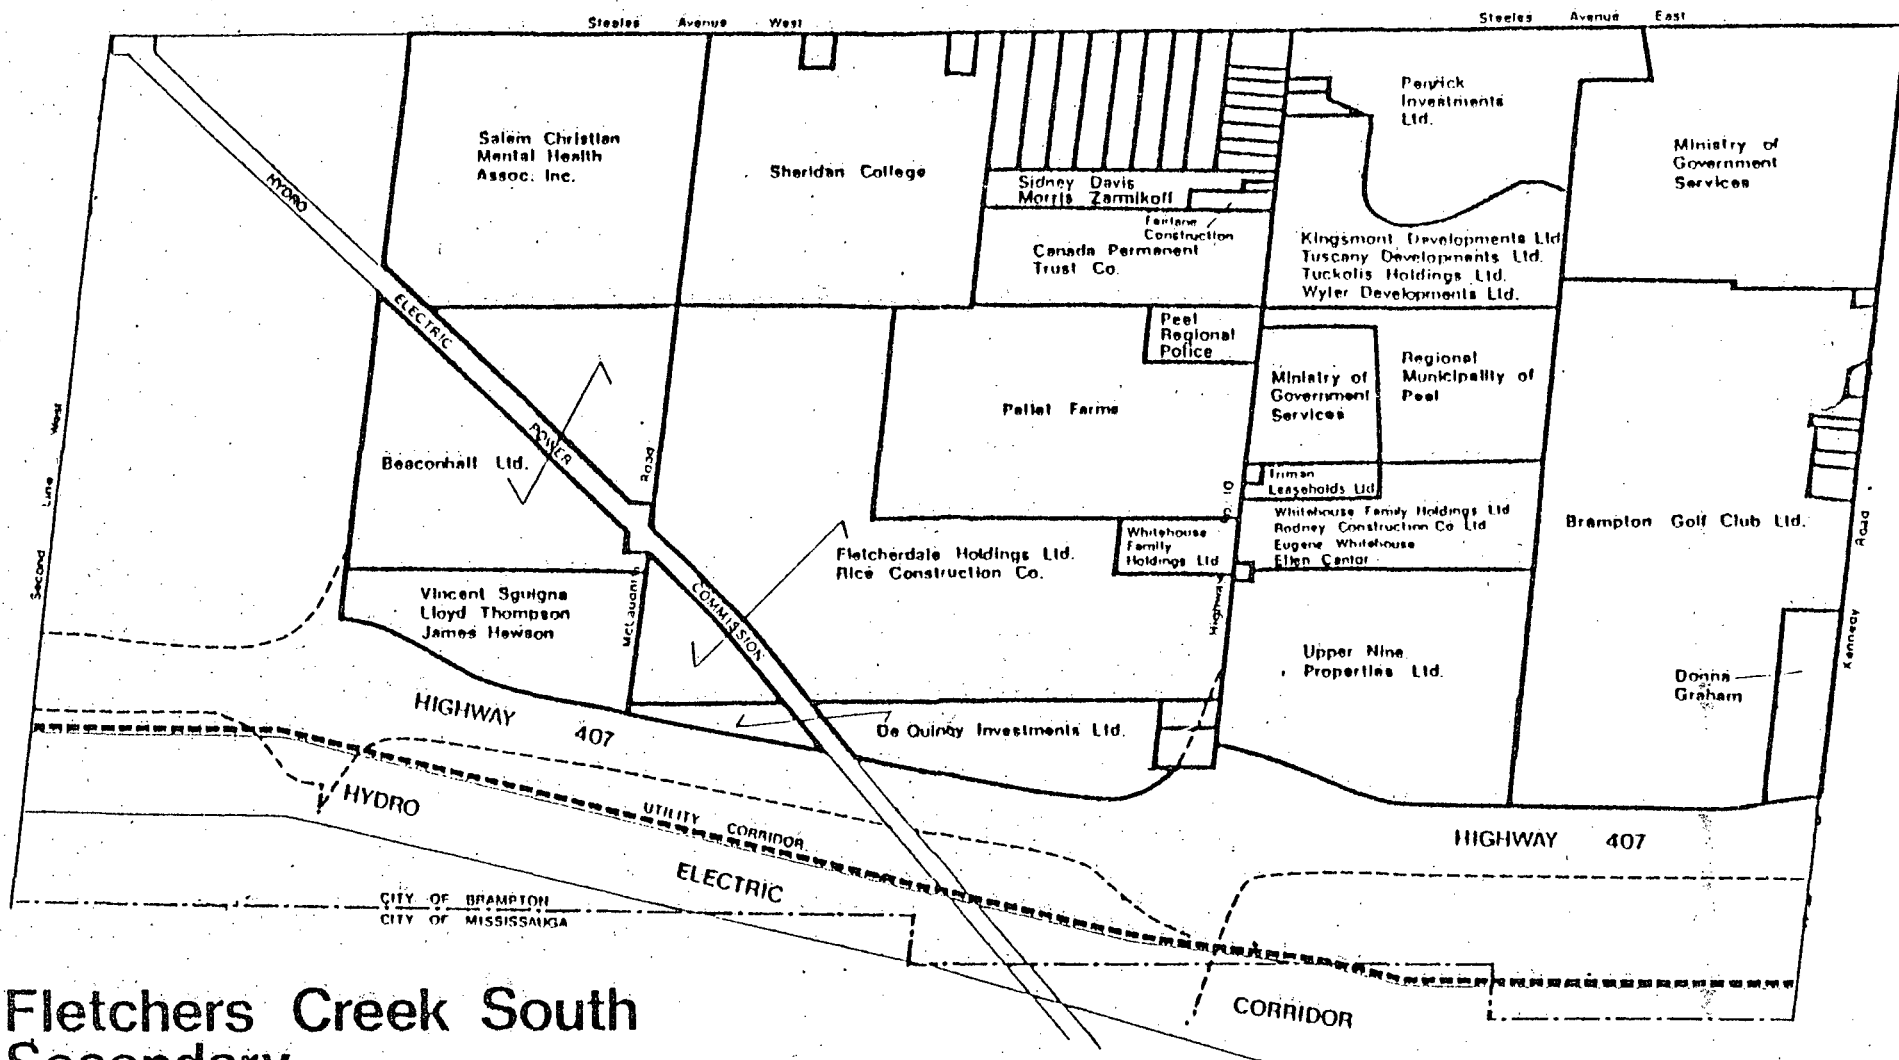 Steeles Avenue West
Steeles Avenue East
Salem Christian
Mental Health
Assoc. Inc.
Sheridan College
Sidney Davis
Morris Zarmikoff
Fairlane
Construction
Canada Permanent
Trust Co.
Investments
Ltd.
Ministry of
Government
Services
Kingsmont Developments Ltd
Tuscany Developments Ltd.
Tuckolis Holdings Ltd.
Wyler Developments Ltd.
Peel
Regional
Police
Ministry of
Government
Services
Regional
Municipality of
Peel
Pallet Farms
Beaconhall Ltd.
Triman
Leaseholds Ltd
Whitehouse Family Holdings Ltd
Rodney Construction Co Ltd
Eugene Whitehouse
Ellen Cantor
Brampton Golf Club Ltd.
Whitehouse
Family
Holdings Ltd
Fletcherdale Holdings Ltd.
Rice Construction Co.
Vincent Sguigna
Lloyd Thompson
James Hewson
Upper Nine
Properties Ltd.
Donna
Graham
De Quincy Investments Ltd.
HYDRO
ELECTRIC
POWER
COMMISSION
Second Line West
McLaughlin Road
Highway No. 10
Kennedy Road
HIGHWAY 407
HIGHWAY 407
HYDRO
ELECTRIC
CORRIDOR
UTILITY CORRIDOR
CITY OF BRAMPTON
CITY OF MISSISSAUGA
Fletchers Creek South
Secondary